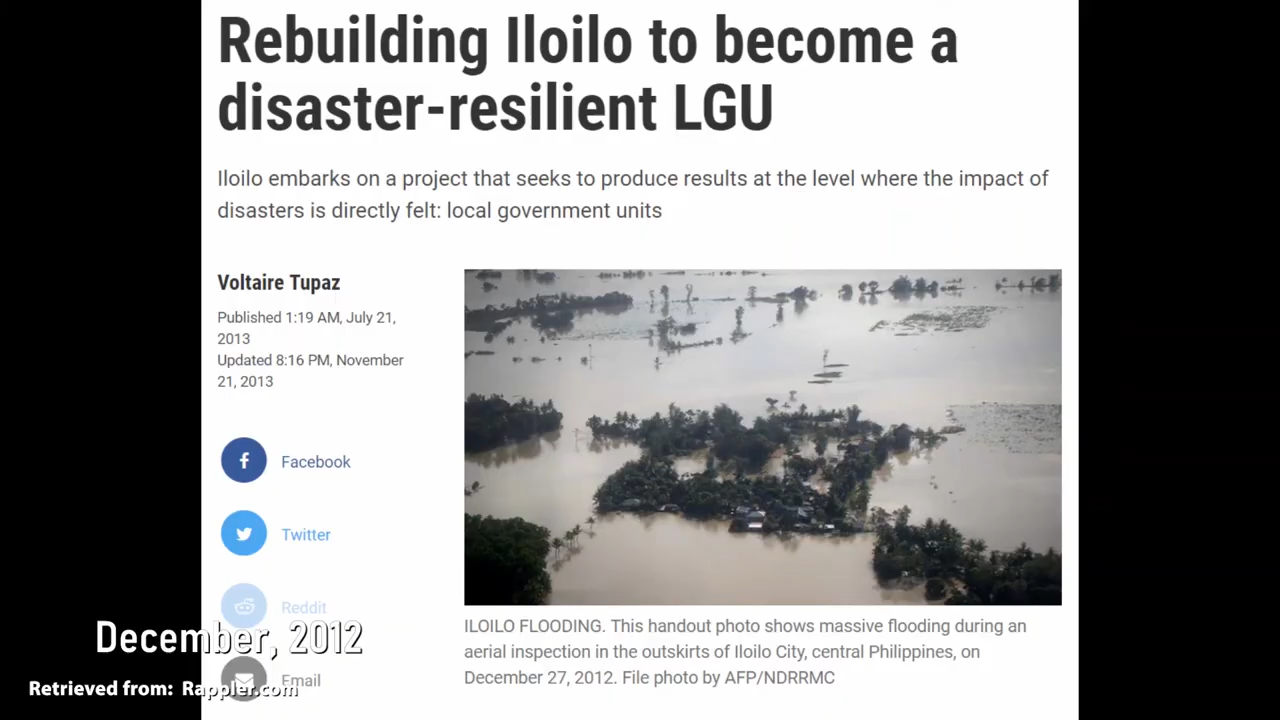 Rebuilding Iloilo to become a
disaster-resilient LGU
Iloilo embarks on a project that seeks to produce results at the level where the impact of
disasters is directly felt: local government units
Voltaire Tupaz
Published 1:19 AM, July 21,
2013
Updated 8:16 PM, November
21, 2013
Facebook
Twitter
Reddit
Email
ILOILO FLOODING. This handout photo shows massive flooding during an
aerial inspection in the outskirts of Iloilo City, central Philippines, on
December 27, 2012. File photo by AFP/NDRRMC
December, 2012
Retrieved from: Rappler.com